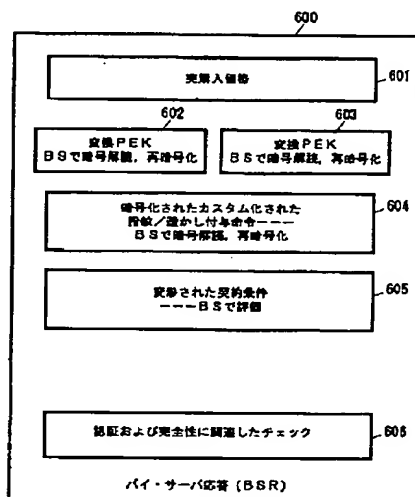 600
601
実購入価格
602
603
変換PEK
BSで暗号解読，再暗号化
変換PEK
BSで暗号解読，再暗号化
604
暗号化されたカスタム化された
指紋／透かし付与命令———
BSで暗号解読，再暗号化
605
変形された契約条件
———BSで評価
606
認証および完全性に関連したチェック
バイ・サーバ応答 (BSR)